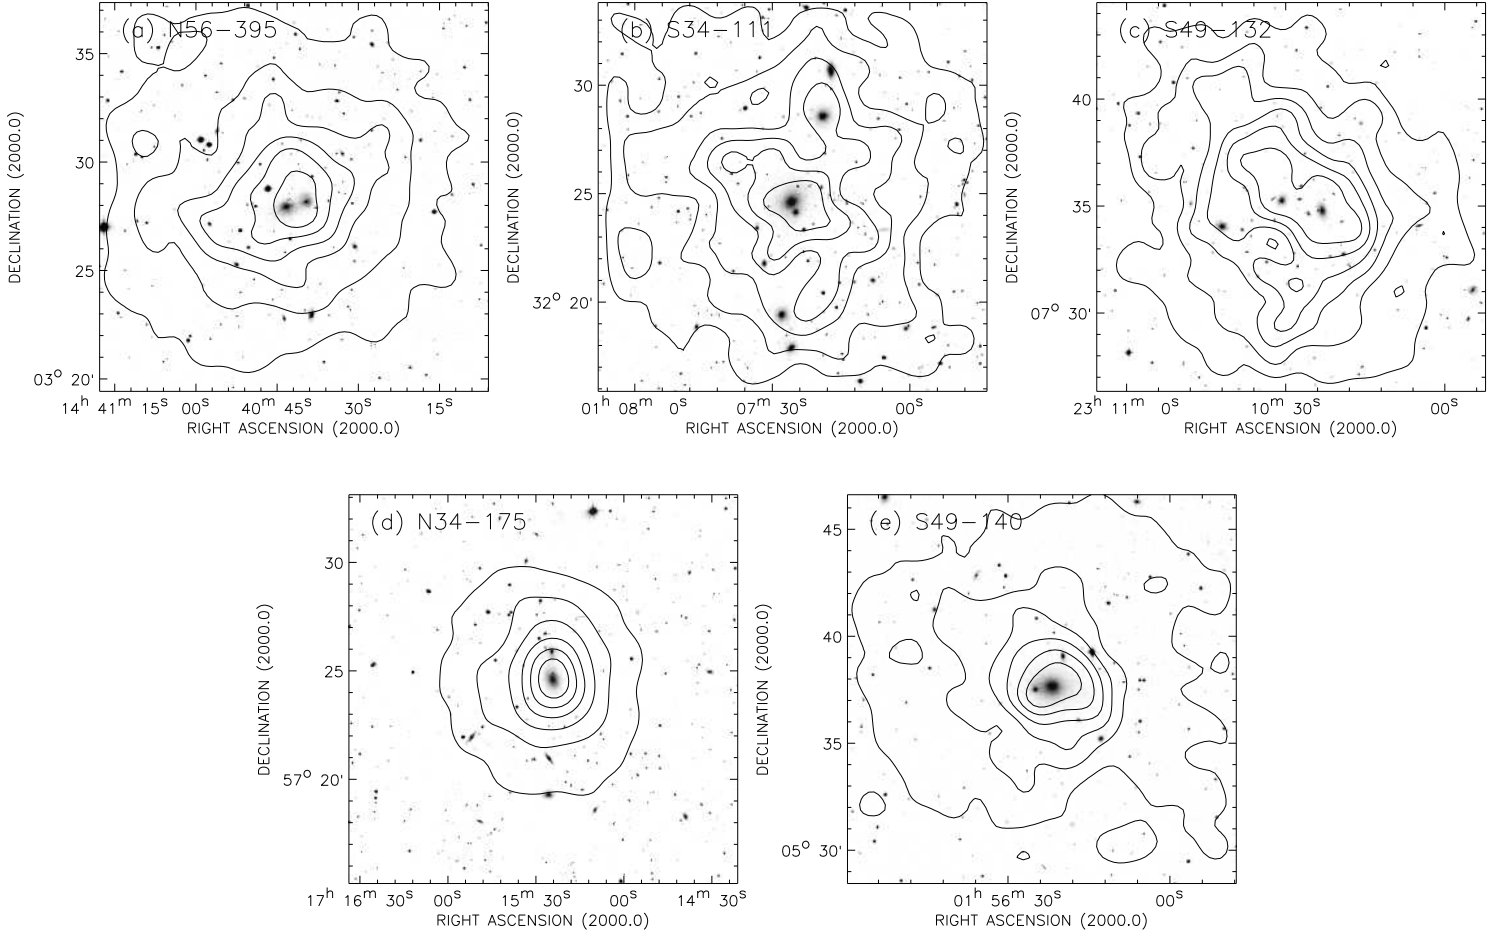 (a) N56−395
35
30
25
03° 20'
DECLINATION (2000.0)
14h 41m 15s 00s 40m 45s 30s 15s
RIGHT ASCENSION (2000.0)
(b) S34−111
30
25
32° 20'
DECLINATION (2000.0)
01h 08m 0s 07m 30s 00s
RIGHT ASCENSION (2000.0)
(c) S49−132
40
35
07° 30'
DECLINATION (2000.0)
23h 11m 0s 10m 30s 00s
RIGHT ASCENSION (2000.0)
(d) N34−175
30
25
57° 20'
DECLINATION (2000.0)
17h 16m 30s 00s 15m 30s 00s 14m 30s
RIGHT ASCENSION (2000.0)
(e) S49−140
45
40
35
05° 30'
DECLINATION (2000.0)
01h 56m 30s 00s
RIGHT ASCENSION (2000.0)